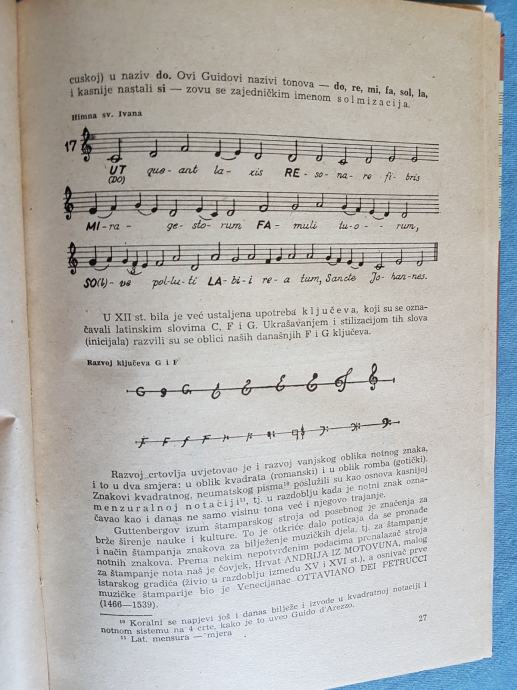 cuskoj) u naziv do. Ovi Guidovi nazivi tonova — do, re, mi, fa, sol, la,
i kasnije nastali si — zovu se zajedničkim imenom solmizacija.
Himna sv. Ivana
17
UT que- ant la- xis RE- so- na- re fi- bris
(DO)
MI- ra- ge- sto- rum FA- muli tu- o- rum,
SO(l)- ve pol- lu- ti LA- bi- i re- a tum, Sancte Jo- han- nes.
U XII st. bila je već ustaljena upotreba ključeva, koji su se ozna-
čavali latinskim slovima C, F i G. Ukrašavanjem i stilizacijom tih slova
(inicijala) razvili su se oblici naših današnjih F i G ključeva.
Razvoj ključeva G i F
Razvoj crtovlja uvjetovao je i razvoj vanjskog oblika notnog znaka,
i to u dva smjera: u oblik kvadrata (romanski) i u oblik romba (gotički).
Znakovi kvadratnog, neumatskog pisma¹⁰ poslužili su kao osnova kasnijoj
menzuralnoj notaciji¹¹, tj. u razdoblju kada je notni znak ozna-
čavao kao i danas ne samo visinu tona već i njegovo trajanje.
Guttenbergov izum štamparskog stroja od posebnog je značenja za
brže širenje nauke i kulture. To je otkriće dalo poticaja da se pronađe
i način štampanja znakova za bilježenje muzičkih djela, tj. za štampanje
notnih znakova. Prema nekim nepotvrđenim podacima pronalazač stroja
za štampanje nota naš je čovjek, Hrvat ANDRIJA IZ MOTOVUNA, malog
istarskog gradića (živio u razdoblju između XV i XVI st.), a osnivač prve
muzičke štamparije bio je Venecijanac OTTAVIANO DEI PETRUCCI
(1466—1539).
¹⁰ Koralni se napjevi još i danas bilježe i izvode u kvadratnoj notaciji i
notnom sistemu na 4 crte, kako je to uveo Guido d'Arezzo.
¹¹ Lat. mensura — mjera
27